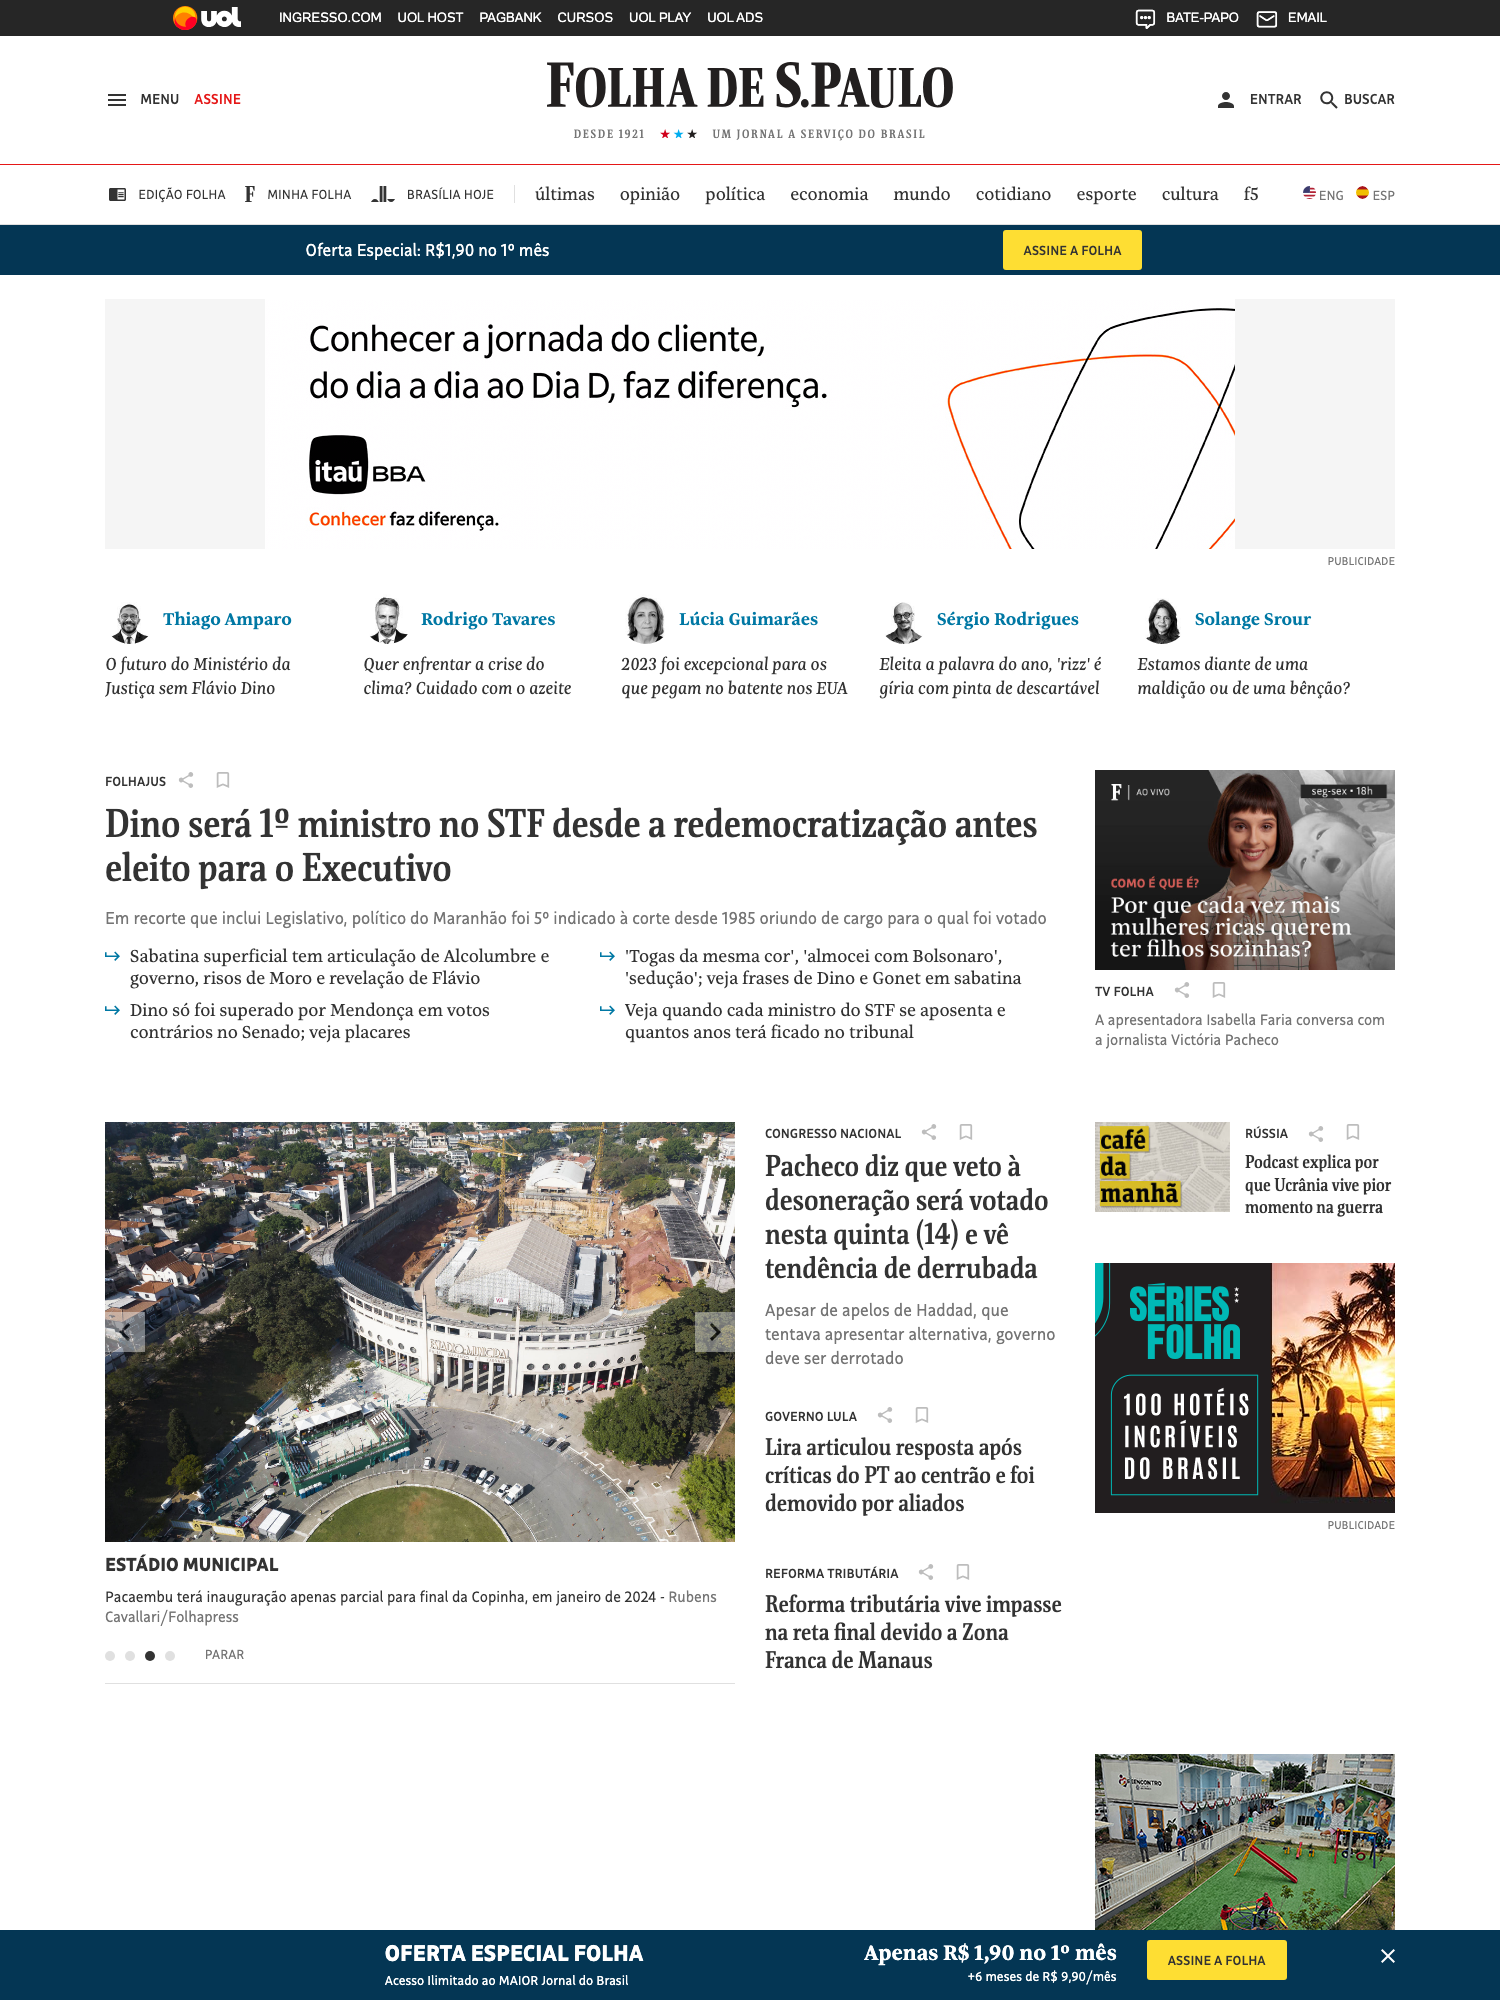 uol INGRESSO.COM UOL HOST PAGBANK CURSOS UOL PLAY UOL ADS BATE-PAPO EMAIL
MENU ASSINE FOLHA DE S.PAULO ENTRAR BUSCAR
DESDE 1921 ★★★ UM JORNAL A SERVIÇO DO BRASIL
EDIÇÃO FOLHA F MINHA FOLHA BRASÍLIA HOJE últimas opinião política economia mundo cotidiano esporte cultura f5 ENG ESP
Oferta Especial: R$1,90 no 1º mês ASSINE A FOLHA
Conhecer a jornada do cliente,
do dia a dia ao Dia D, faz diferença.
itaú BBA
Conhecer faz diferença.
PUBLICIDADE
Thiago Amparo
O futuro do Ministério da
Justiça sem Flávio Dino
Rodrigo Tavares
Quer enfrentar a crise do
clima? Cuidado com o azeite
Lúcia Guimarães
2023 foi excepcional para os
que pegam no batente nos EUA
Sérgio Rodrigues
Eleita a palavra do ano, 'rizz' é
gíria com pinta de descartável
Solange Srour
Estamos diante de uma
maldição ou de uma bênção?
FOLHAJUS
Dino será 1º ministro no STF desde a redemocratização antes
eleito para o Executivo
Em recorte que inclui Legislativo, político do Maranhão foi 5º indicado à corte desde 1985 oriundo de cargo para o qual foi votado
Sabatina superficial tem articulação de Alcolumbre e
governo, risos de Moro e revelação de Flávio
Dino só foi superado por Mendonça em votos
contrários no Senado; veja placares
'Togas da mesma cor', 'almocei com Bolsonaro',
'sedução'; veja frases de Dino e Gonet em sabatina
Veja quando cada ministro do STF se aposenta e
quantos anos terá ficado no tribunal
F AO VIVO seg-sex • 18h
COMO É QUE É?
Por que cada vez mais
mulheres ricas querem
ter filhos sozinhas?
TV FOLHA
A apresentadora Isabella Faria conversa com
a jornalista Victória Pacheco
ESTADIO MUNICIPAL
ESTÁDIO MUNICIPAL
Pacaembu terá inauguração apenas parcial para final da Copinha, em janeiro de 2024 - Rubens
Cavallari/Folhapress
PARAR
CONGRESSO NACIONAL
Pacheco diz que veto à
desoneração será votado
nesta quinta (14) e vê
tendência de derrubada
Apesar de apelos de Haddad, que
tentava apresentar alternativa, governo
deve ser derrotado
GOVERNO LULA
Lira articulou resposta após
críticas do PT ao centrão e foi
demovido por aliados
REFORMA TRIBUTÁRIA
Reforma tributária vive impasse
na reta final devido a Zona
Franca de Manaus
café
da
manhã
RÚSSIA
Podcast explica por
que Ucrânia vive pior
momento na guerra
SÉRIES
FOLHA
100 HOTÉIS
INCRÍVEIS
DO BRASIL
PUBLICIDADE
REENCONTRO
OFERTA ESPECIAL FOLHA
Acesso Ilimitado ao MAIOR Jornal do Brasil
Apenas R$ 1,90 no 1º mês
+6 meses de R$ 9,90/mês
ASSINE A FOLHA